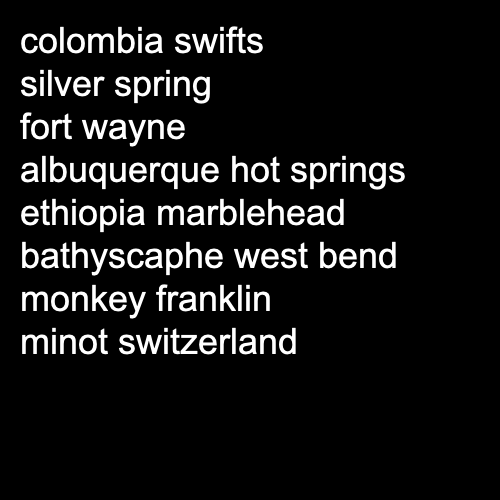 colombia swifts
silver spring
fort wayne
albuquerque hot springs
ethiopia marblehead
bathyscaphe west bend
monkey franklin
minot switzerland